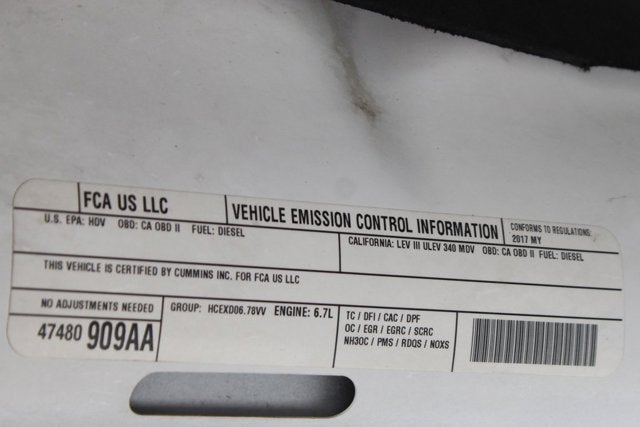 FCA US LLC
VEHICLE EMISSION CONTROL INFORMATION
CONFORMS TO REGULATIONS:
2017 MY
U.S. EPA: HDV OBD: CA OBD II FUEL: DIESEL
CALIFORNIA: LEV III ULEV 340 MDV OBD: CA OBD II FUEL: DIESEL
THIS VEHICLE IS CERTIFIED BY CUMMINS INC. FOR FCA US LLC
NO ADJUSTMENTS NEEDED
47480 909AA
GROUP: HCEXD06.78VV ENGINE: 6.7L
TC / DFI / CAC / DPF
OC / EGR / EGRC / SCRC
NH3OC / PMS / RDQS / NOXS